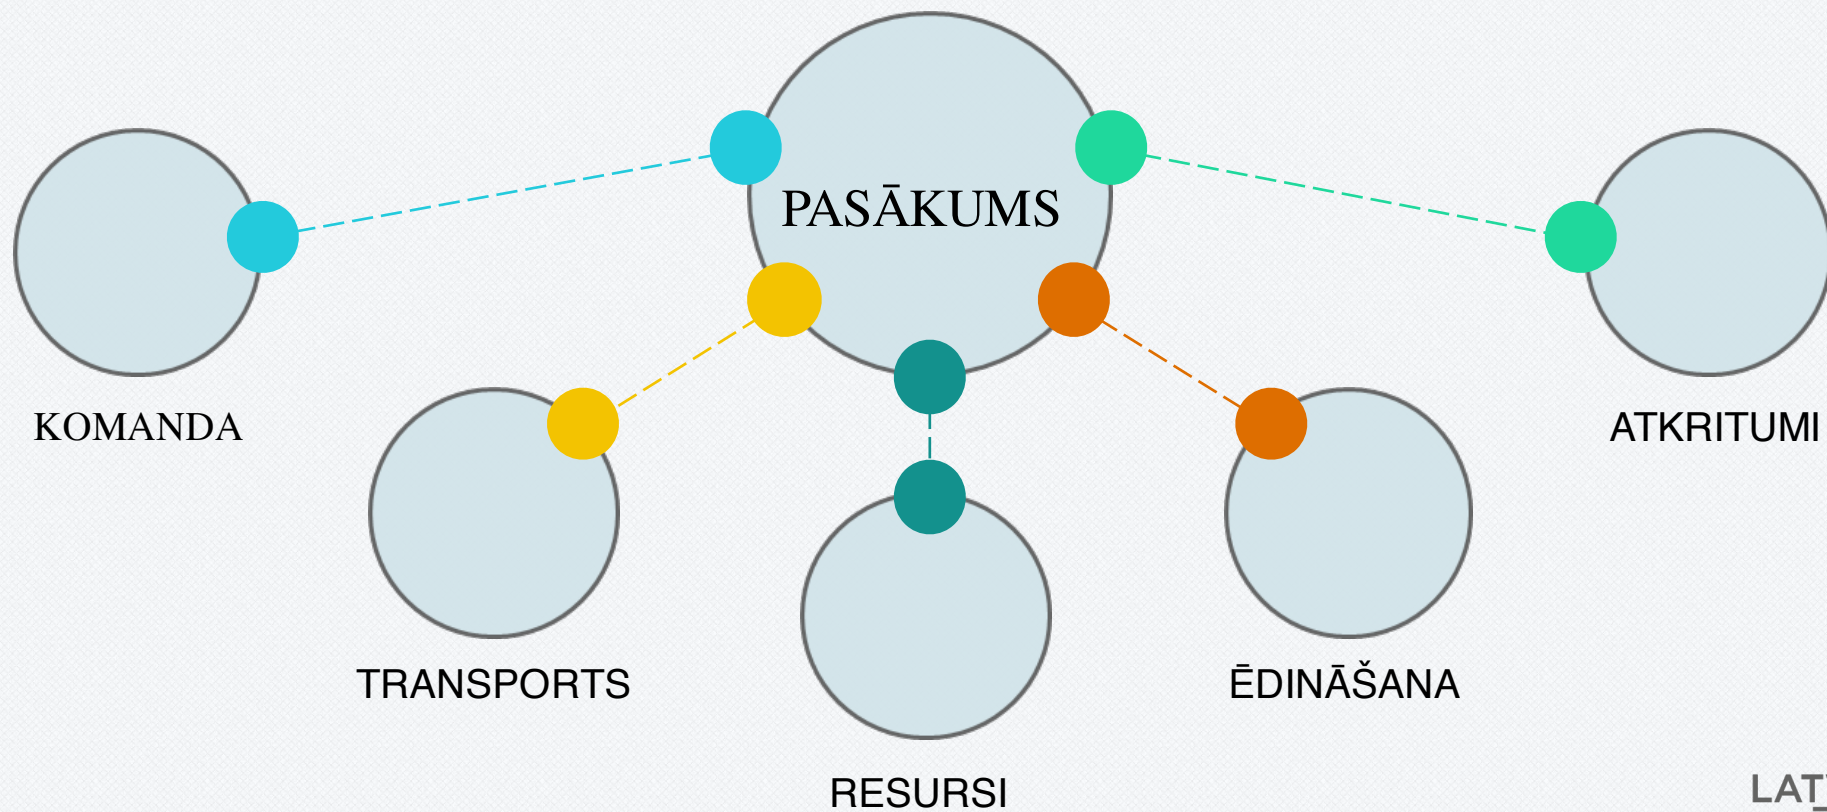 PASĀKUMS
KOMANDA
ATKRITUMI
TRANSPORTS
ĒDINĀŠANA
RESURSI